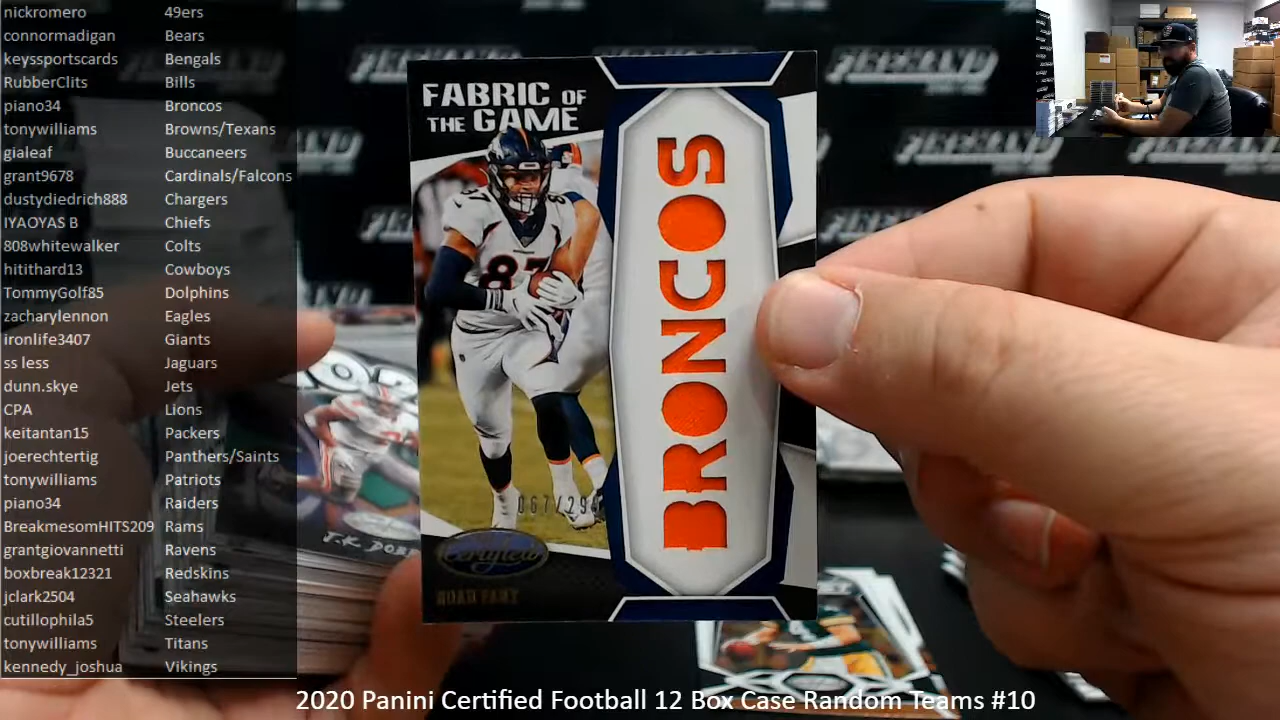 nickromero 49ers
connormadigan Bears
keyssportscards Bengals
RubberClits Bills
piano34 Broncos
tonywilliams Browns/Texans
gialeaf Buccaneers
grant9678 Cardinals/Falcons
dustydiedrich888 Chargers
IYAOYAS B Chiefs
808whitewalker Colts
hitithard13 Cowboys
TommyGolf85 Dolphins
zacharylennon Eagles
ironlife3407 Giants
ss less Jaguars
dunn.skye Jets
CPA Lions
keitantan15 Packers
joerechtertig Panthers/Saints
tonywilliams Patriots
piano34 Raiders
BreakmesomHITS209 Rams
grantgiovannetti Ravens
boxbreak12321 Redskins
jclark2504 Seahawks
cutillophila5 Steelers
tonywilliams Titans
kennedy_joshua Vikings
FABRIC OF
THE GAME
BRONCOS
87
Certified
NOAH FANT
J.K. DOBB
2020 Panini Certified Football 12 Box Case Random Teams #10